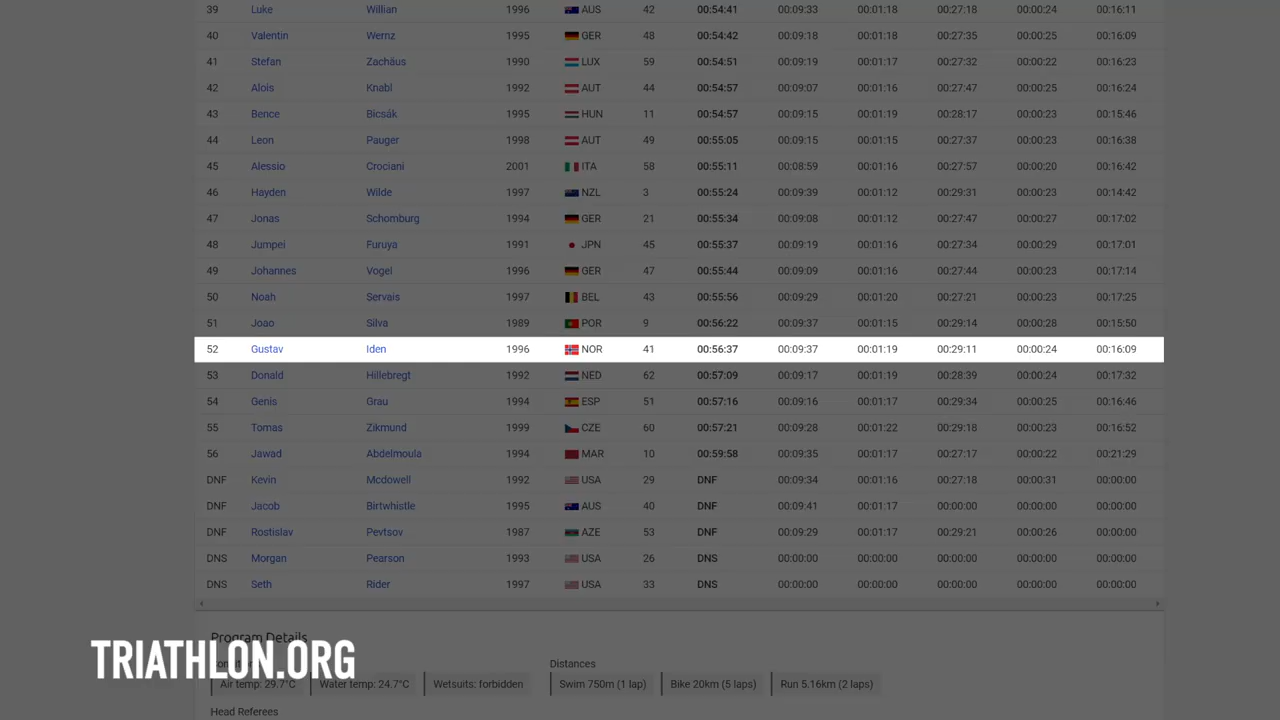 39 Luke Willian 1996 AUS 42 00:54:41 00:09:33 00:01:18 00:27:18 00:00:24 00:16:11
40 Valentin Wernz 1995 GER 48 00:54:42 00:09:18 00:01:18 00:27:35 00:00:25 00:16:09
41 Stefan Zachäus 1990 LUX 59 00:54:51 00:09:19 00:01:17 00:27:32 00:00:22 00:16:23
42 Alois Knabl 1992 AUT 44 00:54:57 00:09:07 00:01:16 00:27:47 00:00:25 00:16:24
43 Bence Bicsák 1995 HUN 11 00:54:57 00:09:15 00:01:19 00:28:17 00:00:23 00:15:46
44 Leon Pauger 1998 AUT 49 00:55:05 00:09:19 00:01:15 00:27:37 00:00:23 00:16:38
45 Alessio Crociani 2001 ITA 58 00:55:11 00:08:59 00:01:16 00:27:57 00:00:20 00:16:42
46 Hayden Wilde 1997 NZL 3 00:55:24 00:09:39 00:01:12 00:29:31 00:00:23 00:14:42
47 Jonas Schomburg 1994 GER 21 00:55:34 00:09:08 00:01:12 00:27:47 00:00:27 00:17:02
48 Jumpei Furuya 1991 JPN 45 00:55:37 00:09:19 00:01:16 00:27:34 00:00:29 00:17:01
49 Johannes Vogel 1996 GER 47 00:55:44 00:09:09 00:01:16 00:27:44 00:00:23 00:17:14
50 Noah Servais 1997 BEL 43 00:55:56 00:09:29 00:01:20 00:27:21 00:00:23 00:17:25
51 Joao Silva 1989 POR 9 00:56:22 00:09:37 00:01:15 00:29:14 00:00:28 00:15:50
52 Gustav Iden 1996 NOR 41 00:56:37 00:09:37 00:01:19 00:29:11 00:00:24 00:16:09
53 Donald Hillebregt 1992 NED 62 00:57:09 00:09:17 00:01:19 00:28:39 00:00:24 00:17:32
54 Genis Grau 1994 ESP 51 00:57:16 00:09:16 00:01:17 00:29:34 00:00:25 00:16:46
55 Tomas Zikmund 1999 CZE 60 00:57:21 00:09:28 00:01:22 00:29:18 00:00:23 00:16:52
56 Jawad Abdelmoula 1994 MAR 10 00:59:58 00:09:35 00:01:17 00:27:17 00:00:22 00:21:29
DNF Kevin Mcdowell 1992 USA 29 DNF 00:09:34 00:01:16 00:27:18 00:00:31 00:00:00
DNF Jacob Birtwhistle 1995 AUS 40 DNF 00:09:41 00:01:17 00:00:00 00:00:00 00:00:00
DNF Rostislav Pevtsov 1987 AZE 53 DNF 00:09:29 00:01:17 00:29:21 00:00:26 00:00:00
DNS Morgan Pearson 1993 USA 26 DNS 00:00:00 00:00:00 00:00:00 00:00:00 00:00:00
DNS Seth Rider 1997 USA 33 DNS 00:00:00 00:00:00 00:00:00 00:00:00 00:00:00
Program Details
TRIATHLON.ORG
Distances
Air temp: 29.7°C Water temp: 24.7°C Wetsuits: forbidden Swim 750m (1 lap) Bike 20km (5 laps) Run 5.16km (2 laps)
Head Referees